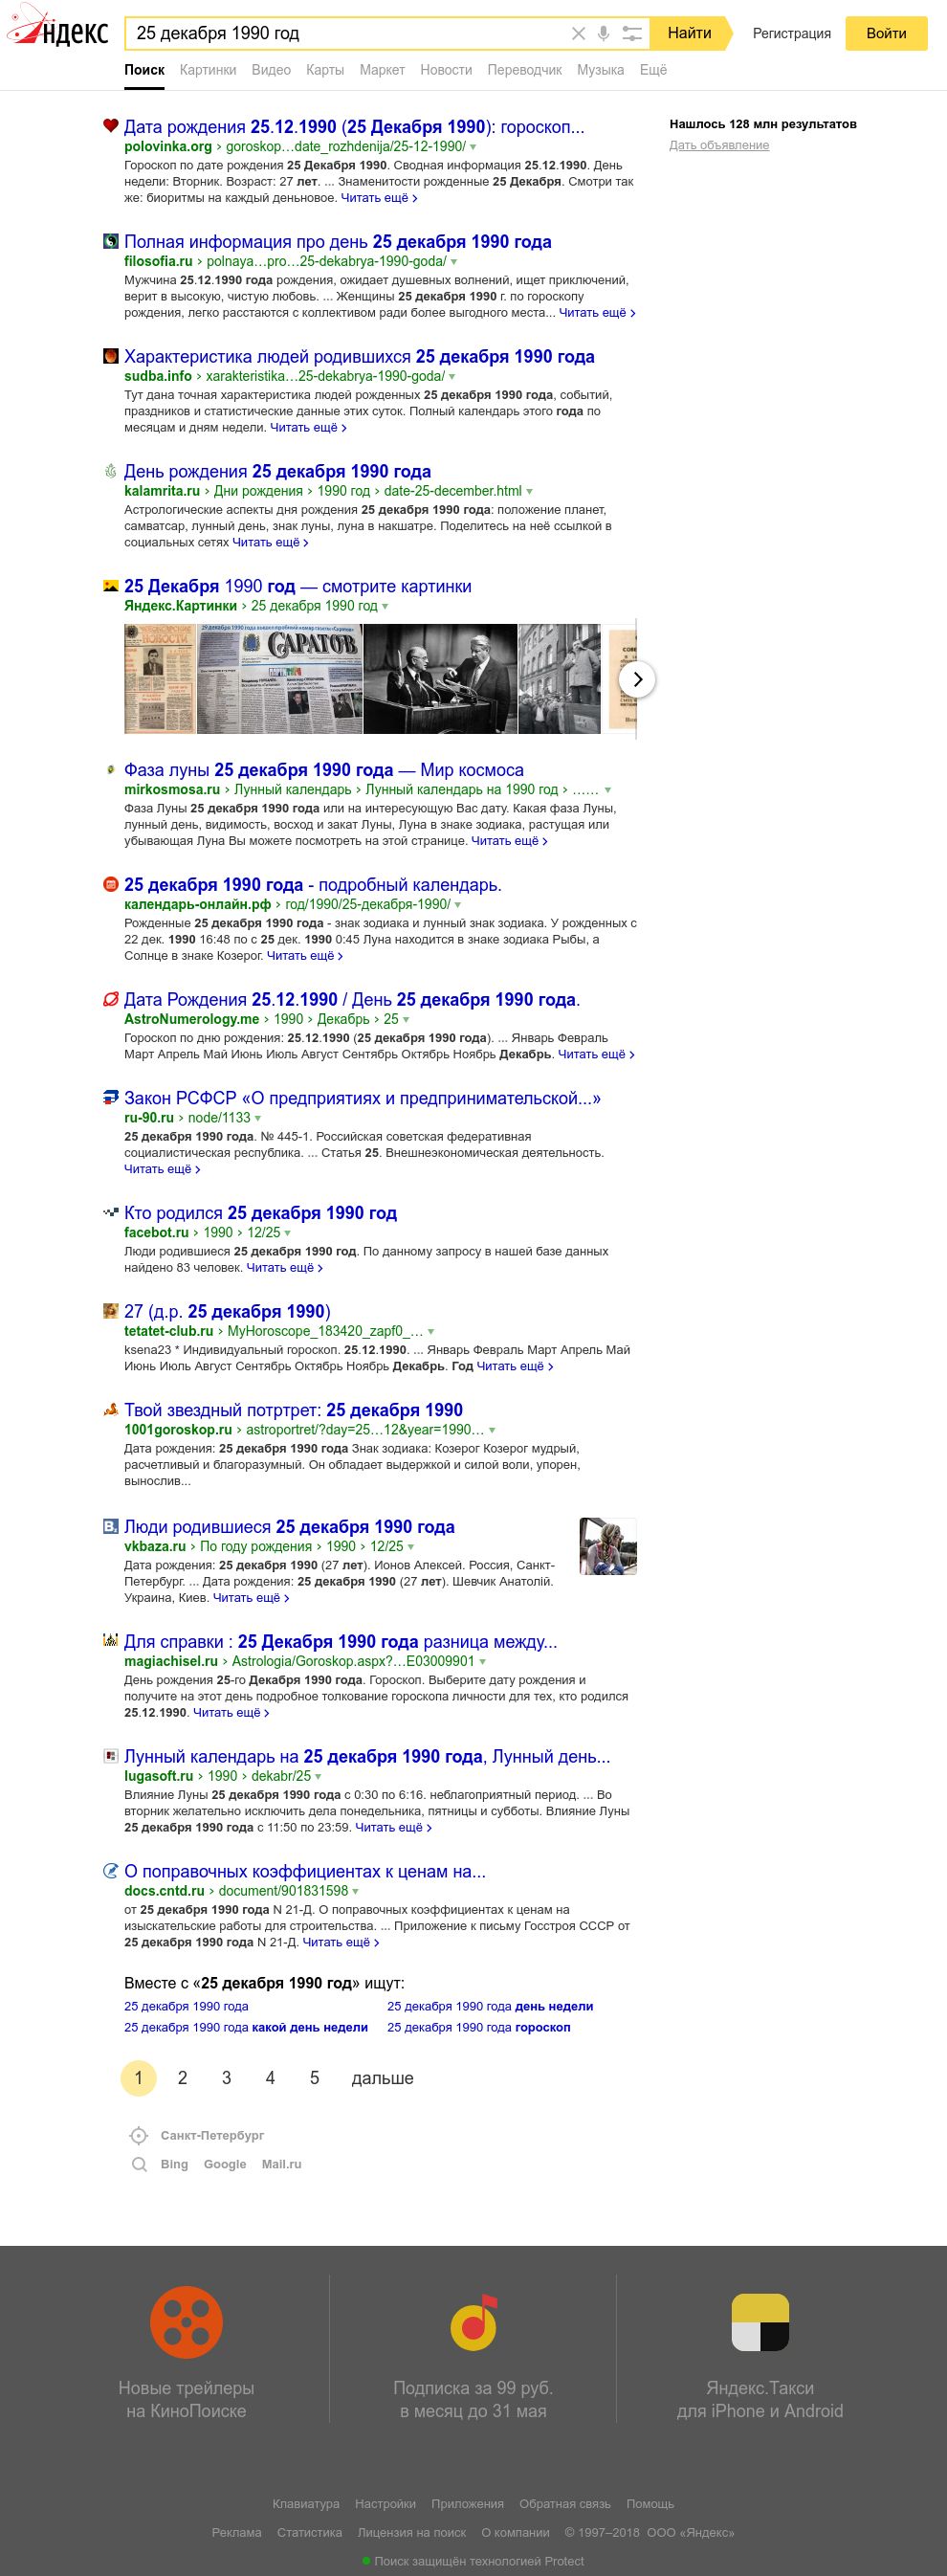 Яндекс
25 декабря 1990 год
Найти
Регистрация
Войти
Поиск Картинки Видео Карты Маркет Новости Переводчик Музыка Ещё
Нашлось 128 млн результатов
Дать объявление
Дата рождения 25.12.1990 (25 Декабря 1990): гороскоп...
polovinka.org › goroskop…date_rozhdenija/25-12-1990/
Гороскоп по дате рождения 25 Декабря 1990. Сводная информация 25.12.1990. День
недели: Вторник. Возраст: 27 лет. ... Знаменитости рожденные 25 Декабря. Смотри так
же: биоритмы на каждый деньновое. Читать ещё ›
Полная информация про день 25 декабря 1990 года
filosofia.ru › polnaya…pro…25-dekabrya-1990-goda/
Мужчина 25.12.1990 года рождения, ожидает душевных волнений, ищет приключений,
верит в высокую, чистую любовь. ... Женщины 25 декабря 1990 г. по гороскопу
рождения, легко расстаются с коллективом ради более выгодного места... Читать ещё ›
Характеристика людей родившихся 25 декабря 1990 года
sudba.info › xarakteristika…25-dekabrya-1990-goda/
Тут дана точная характеристика людей рожденных 25 декабря 1990 года, событий,
праздников и статистические данные этих суток. Полный календарь этого года по
месяцам и дням недели. Читать ещё ›
День рождения 25 декабря 1990 года
kalamrita.ru › Дни рождения › 1990 год › date-25-december.html
Астрологические аспекты дня рождения 25 декабря 1990 года: положение планет,
самватсар, лунный день, знак луны, луна в накшатре. Поделитесь на неё ссылкой в
социальных сетях Читать ещё ›
25 Декабря 1990 год — смотрите картинки
Яндекс.Картинки › 25 декабря 1990 год
НОВОСТИ
САРАТОВ
Фаза луны 25 декабря 1990 года — Мир космоса
mirkosmosa.ru › Лунный календарь › Лунный календарь на 1990 год › ……
Фаза Луны 25 декабря 1990 года или на интересующую Вас дату. Какая фаза Луны,
лунный день, видимость, восход и закат Луны, Луна в знаке зодиака, растущая или
убывающая Луна Вы можете посмотреть на этой странице. Читать ещё ›
25 декабря 1990 года - подробный календарь.
календарь-онлайн.рф › год/1990/25-декабря-1990/
Рожденные 25 декабря 1990 года - знак зодиака и лунный знак зодиака. У рожденных с
22 дек. 1990 16:48 по с 25 дек. 1990 0:45 Луна находится в знаке зодиака Рыбы, а
Солнце в знаке Козерог. Читать ещё ›
Дата Рождения 25.12.1990 / День 25 декабря 1990 года.
AstroNumerology.me › 1990 › Декабрь › 25
Гороскоп по дню рождения: 25.12.1990 (25 декабря 1990 года). ... Январь Февраль
Март Апрель Май Июнь Июль Август Сентябрь Октябрь Ноябрь Декабрь. Читать ещё ›
Закон РСФСР «О предприятиях и предпринимательской...»
ru-90.ru › node/1133
25 декабря 1990 года. № 445-1. Российская советская федеративная
социалистическая республика. ... Статья 25. Внешнеэкономическая деятельность.
Читать ещё ›
Кто родился 25 декабря 1990 год
facebot.ru › 1990 › 12/25
Люди родившиеся 25 декабря 1990 год. По данному запросу в нашей базе данных
найдено 83 человек. Читать ещё ›
27 (д.р. 25 декабря 1990)
tetatet-club.ru › MyHoroscope_183420_zapf0_…
ksena23 * Индивидуальный гороскоп. 25.12.1990. ... Январь Февраль Март Апрель Май
Июнь Июль Август Сентябрь Октябрь Ноябрь Декабрь. Год Читать ещё ›
Твой звездный потртрет: 25 декабря 1990
1001goroskop.ru › astroportret/?day=25…12&year=1990…
Дата рождения: 25 декабря 1990 года Знак зодиака: Козерог Козерог мудрый,
расчетливый и благоразумный. Он обладает выдержкой и силой воли, упорен,
вынослив...
Люди родившиеся 25 декабря 1990 года
vkbaza.ru › По году рождения › 1990 › 12/25
Дата рождения: 25 декабря 1990 (27 лет). Ионов Алексей. Россия, Санкт-
Петербург. ... Дата рождения: 25 декабря 1990 (27 лет). Шевчик Анатолій.
Украина, Киев. Читать ещё ›
Для справки : 25 Декабря 1990 года разница между...
magiachisel.ru › Astrologia/Goroskop.aspx?…E03009901
День рождения 25-го Декабря 1990 года. Гороскоп. Выберите дату рождения и
получите на этот день подробное толкование гороскопа личности для тех, кто родился
25.12.1990. Читать ещё ›
Лунный календарь на 25 декабря 1990 года, Лунный день...
lugasoft.ru › 1990 › dekabr/25
Влияние Луны 25 декабря 1990 года с 0:30 по 6:16. неблагоприятный период. ... Во
вторник желательно исключить дела понедельника, пятницы и субботы. Влияние Луны
25 декабря 1990 года с 11:50 по 23:59. Читать ещё ›
О поправочных коэффициентах к ценам на...
docs.cntd.ru › document/901831598
от 25 декабря 1990 года N 21-Д. О поправочных коэффициентах к ценам на
изыскательские работы для строительства. ... Приложение к письму Госстроя СССР от
25 декабря 1990 года N 21-Д. Читать ещё ›
Вместе с «25 декабря 1990 год» ищут:
25 декабря 1990 года
25 декабря 1990 года день недели
25 декабря 1990 года какой день недели
25 декабря 1990 года гороскоп
1 2 3 4 5 дальше
Санкт-Петербург
Bing Google Mail.ru
Новые трейлеры
на КиноПоиске
Подписка за 99 руб.
в месяц до 31 мая
Яндекс.Такси
для iPhone и Android
Клавиатура Настройки Приложения Обратная связь Помощь
Реклама Статистика Лицензия на поиск О компании © 1997–2018 ООО «Яндекс»
Поиск защищён технологией Protect